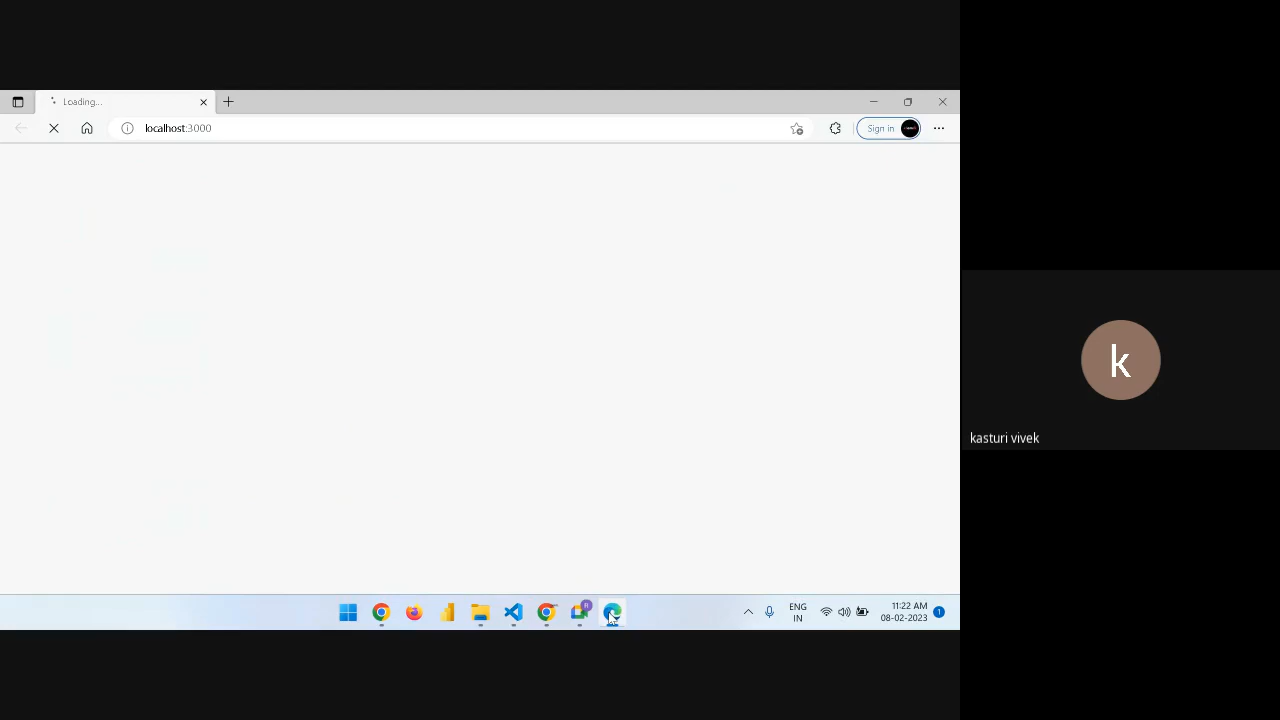 Loading...
localhost:3000
Sign in
k
kasturi vivek
ENG
IN
11:22 AM
08-02-2023
1